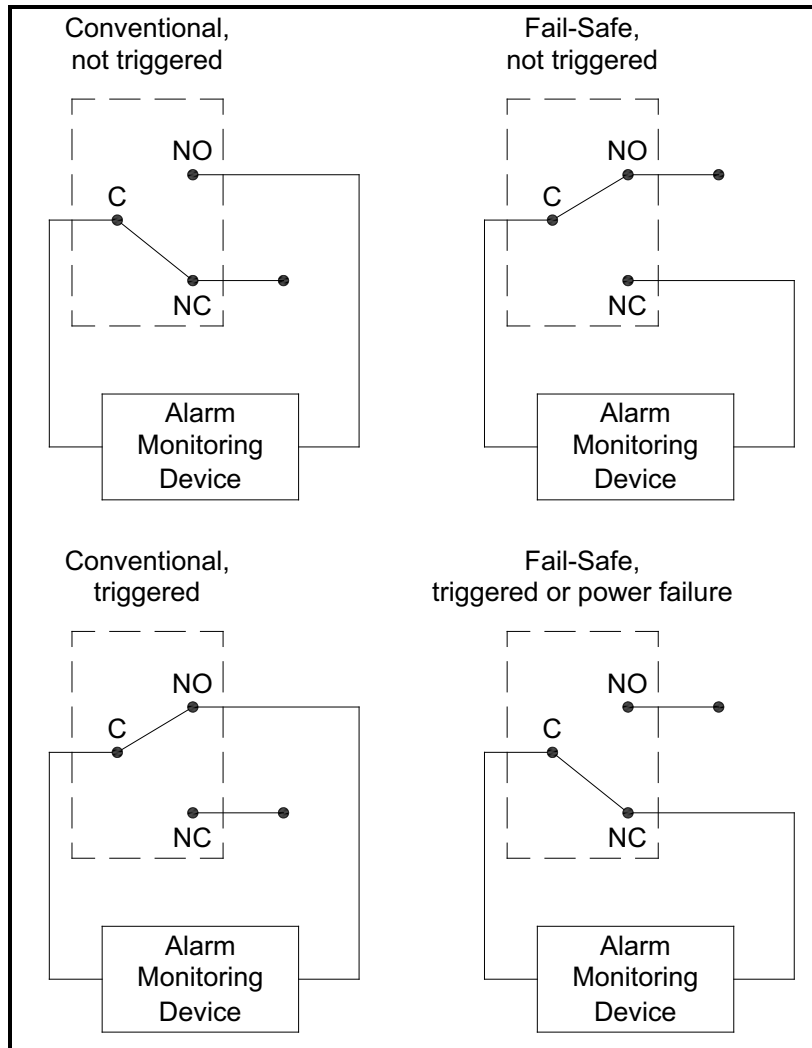 Conventional,
not triggered
NO
C
NC
Alarm
Monitoring
Device
Fail-Safe,
not triggered
NO
C
NC
Alarm
Monitoring
Device
Conventional,
triggered
NO
C
NC
Alarm
Monitoring
Device
Fail-Safe,
triggered or power failure
NO
C
NC
Alarm
Monitoring
Device